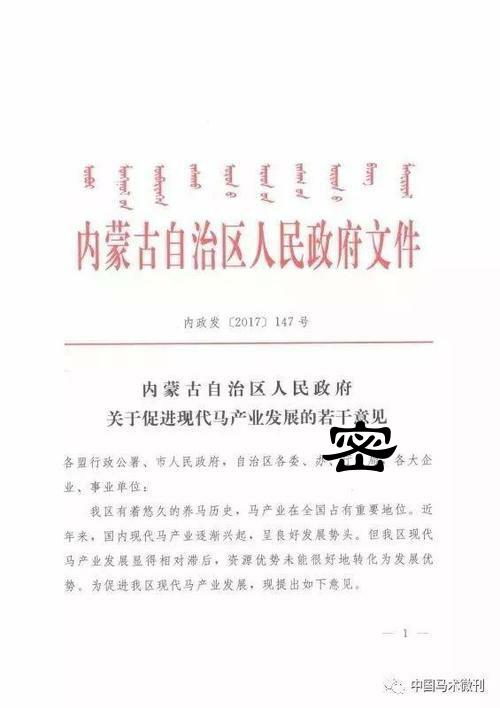 内蒙古自治区人民政府文件
内政发〔2017〕147号
内蒙古自治区人民政府
关于促进现代马产业发展的若干意见
密
各盟行政公署、市人民政府，自治区各委、办、各大企
业、事业单位：
我区有着悠久的养马历史，马产业在全国占有重要地位。近
年来，国内现代马产业逐渐兴起，呈良好发展势头。但我区现代
马产业发展显得相对滞后，资源优势未能很好地转化为发展优
势。为促进我区现代马产业发展，现提出如下意见。
— 1 —
中国马术微刊